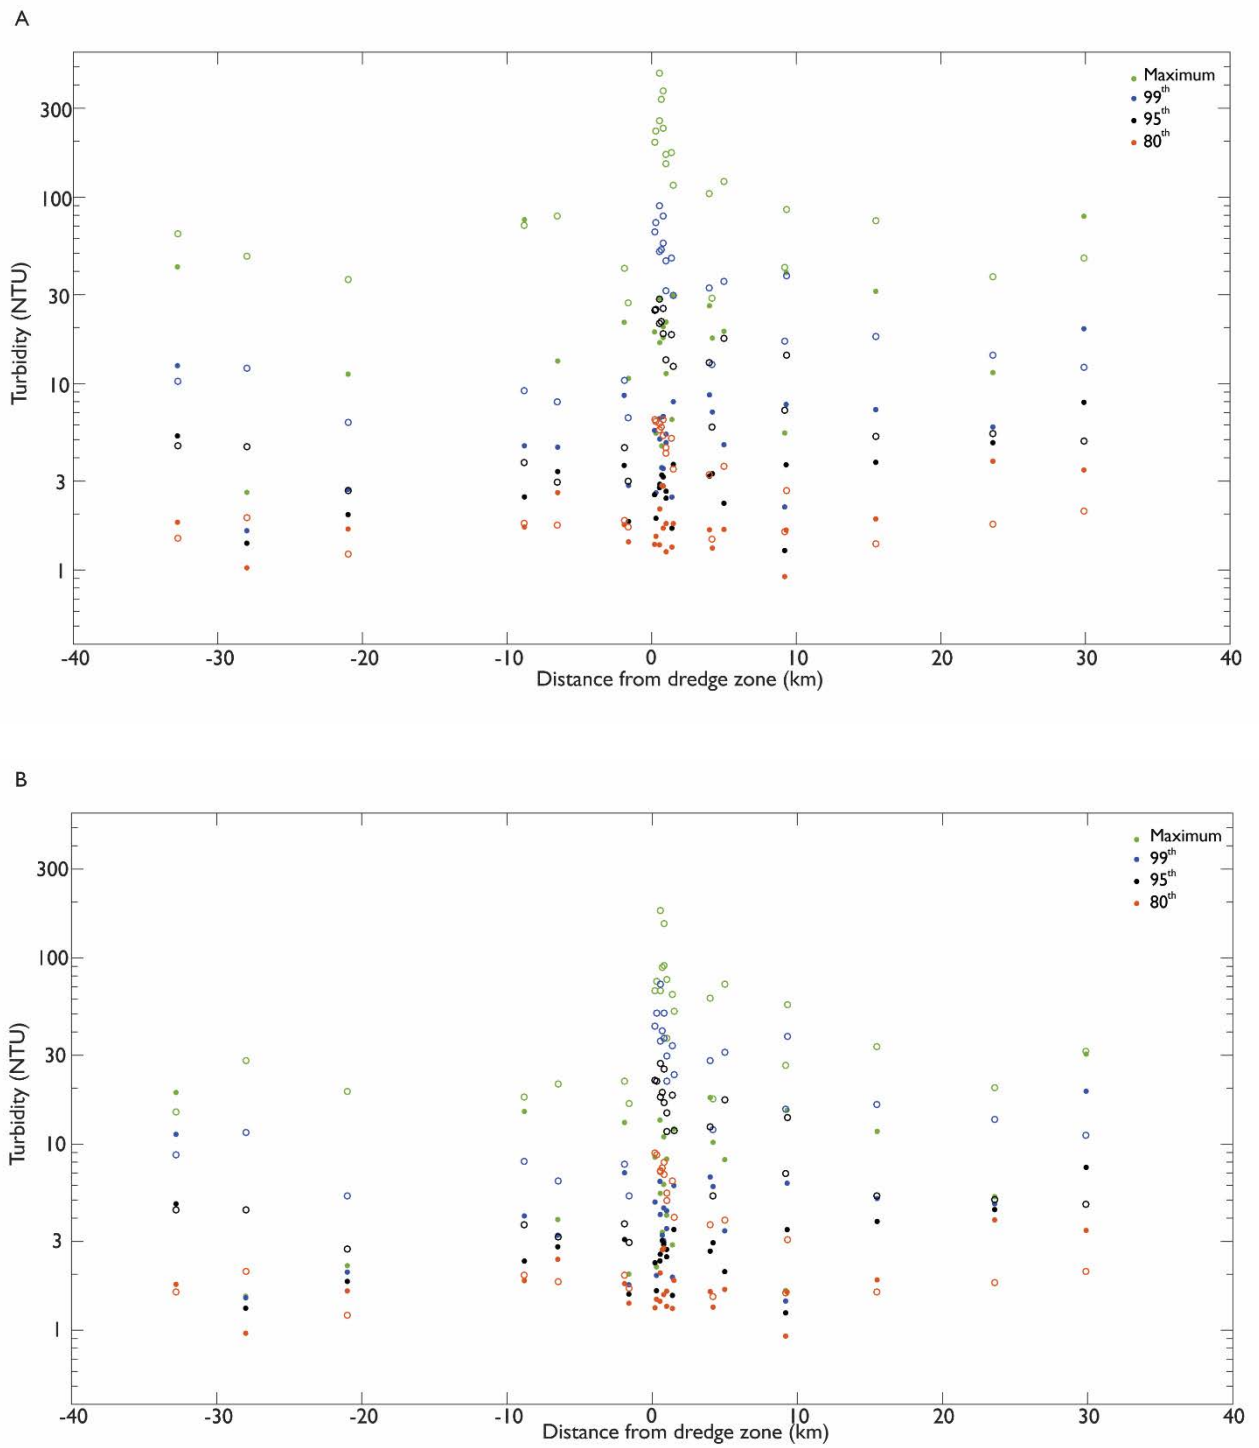 A
Maximum
99th
95th
80th
300
100
30
10
3
1
Turbidity (NTU)
-40 -30 -20 -10 0 10 20 30 40
Distance from dredge zone (km)
B
Maximum
99th
95th
80th
300
100
30
10
3
1
Turbidity (NTU)
-40 -30 -20 -10 0 10 20 30 40
Distance from dredge zone (km)